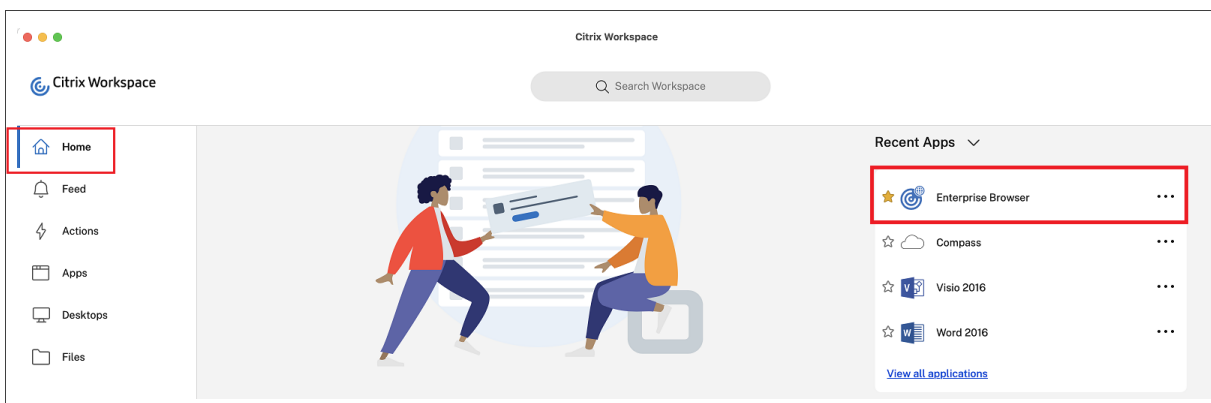 Citrix Workspace
Citrix Workspace
Search Workspace
Home
Feed
Actions
Apps
Desktops
Files
Recent Apps
Enterprise Browser
Compass
Visio 2016
Word 2016
View all applications